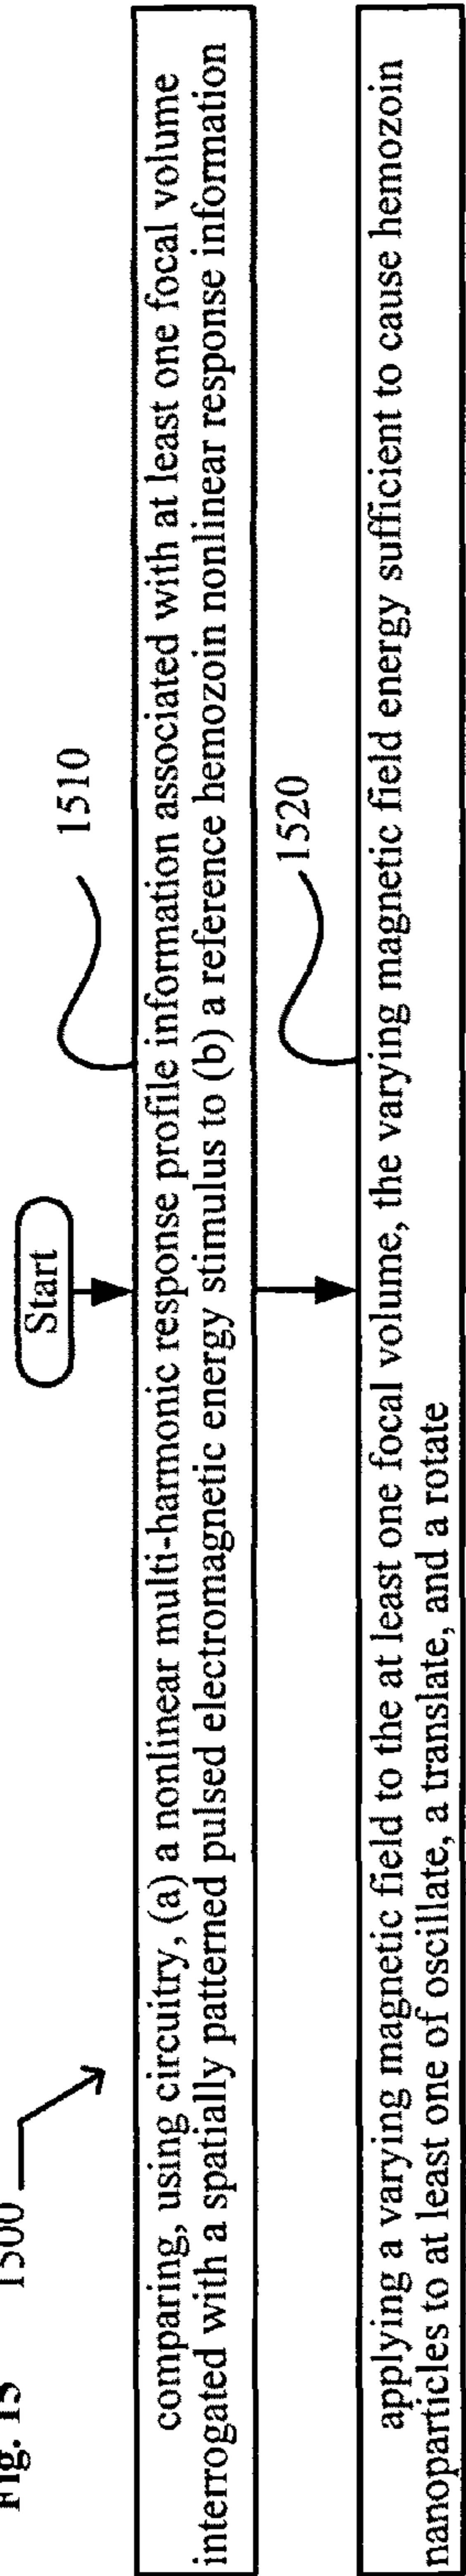 Fig. 15
1500
Start
1510
comparing, using circuitry, (a) a nonlinear multi-harmonic response profile information associated with at least one focal volume
interrogated with a spatially patterned pulsed electromagnetic energy stimulus to (b) a reference hemozoin nonlinear response information
1520
applying a varying magnetic field to the at least one focal volume, the varying magnetic field energy sufficient to cause hemozoin
nanoparticles to at least one of oscillate, a translate, and a rotate